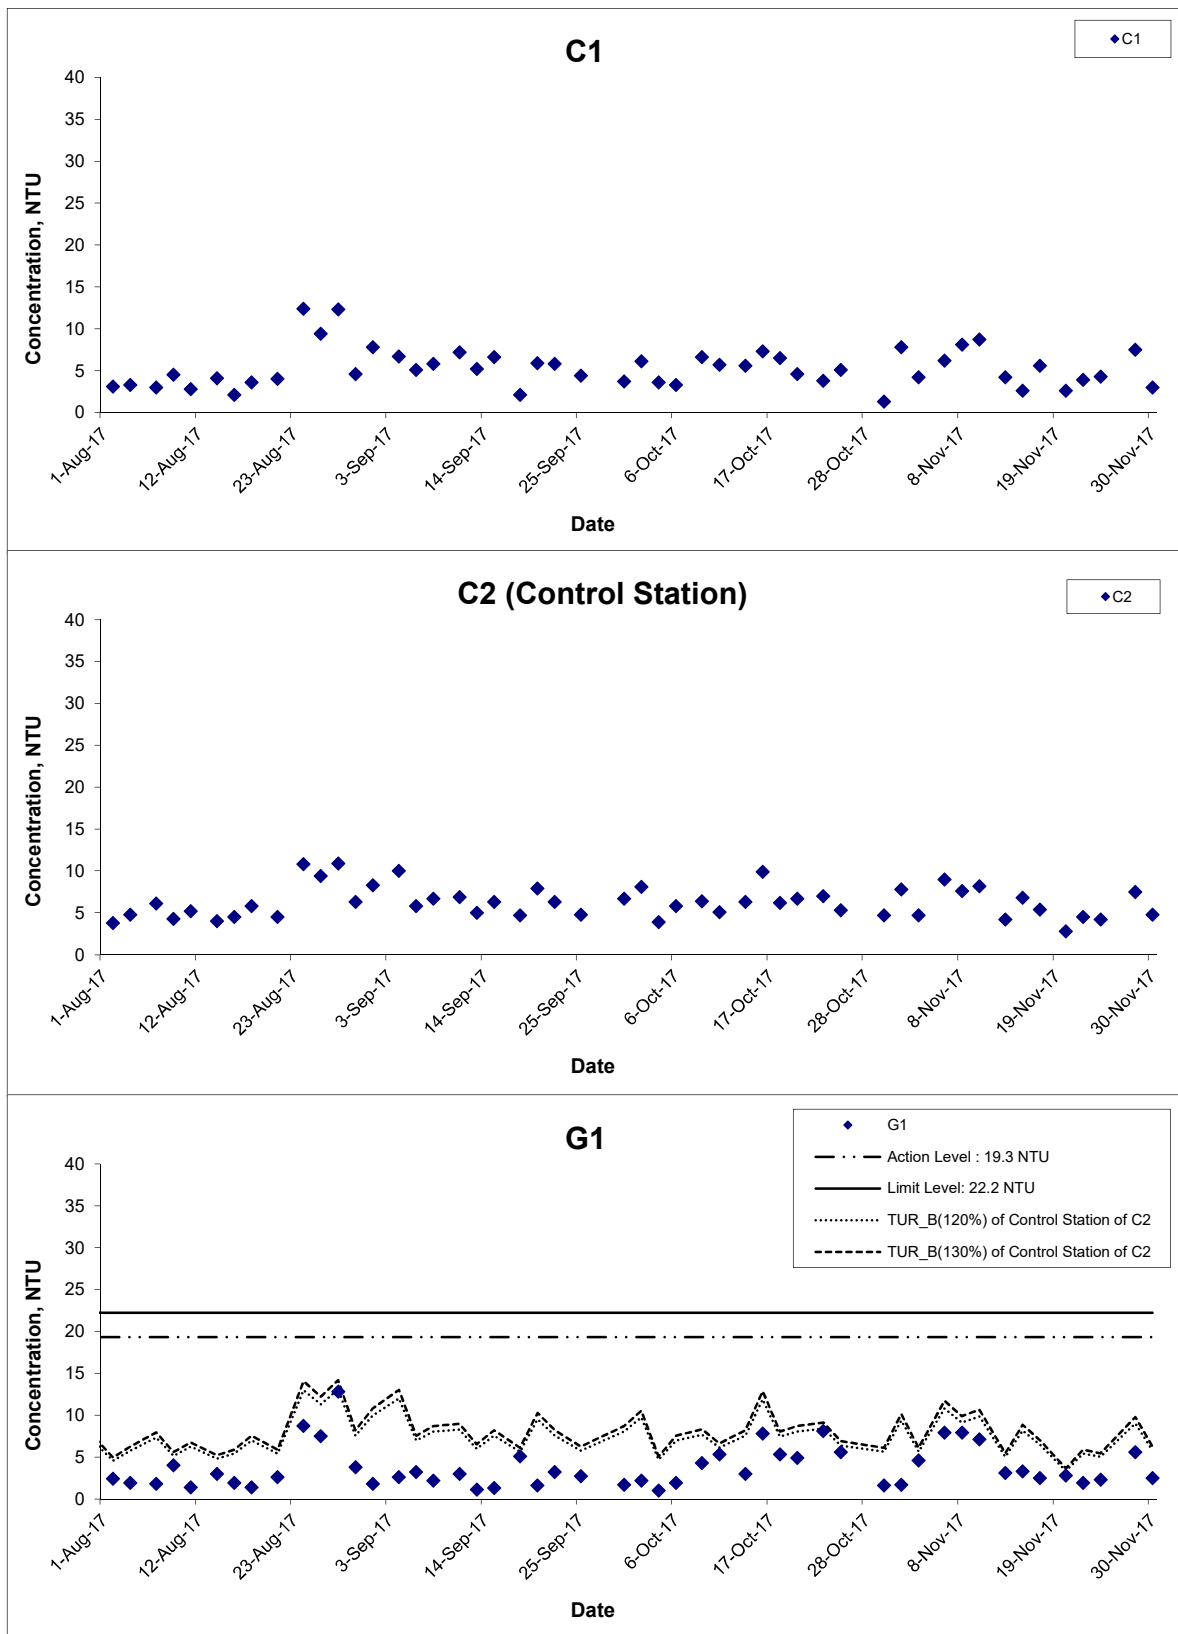 C1
C1
40
35
30
25
20
15
10
5
0
Concentration, NTU
1-Aug-17
12-Aug-17
23-Aug-17
3-Sep-17
14-Sep-17
25-Sep-17
6-Oct-17
17-Oct-17
28-Oct-17
8-Nov-17
19-Nov-17
30-Nov-17
Date
C2 (Control Station)
C2
40
35
30
25
20
15
10
5
0
Concentration, NTU
1-Aug-17
12-Aug-17
23-Aug-17
3-Sep-17
14-Sep-17
25-Sep-17
6-Oct-17
17-Oct-17
28-Oct-17
8-Nov-17
19-Nov-17
30-Nov-17
Date
G1
G1
Action Level : 19.3 NTU
Limit Level: 22.2 NTU
TUR_B(120%) of Control Station of C2
TUR_B(130%) of Control Station of C2
40
35
30
25
20
15
10
5
0
Concentration, NTU
1-Aug-17
12-Aug-17
23-Aug-17
3-Sep-17
14-Sep-17
25-Sep-17
6-Oct-17
17-Oct-17
28-Oct-17
8-Nov-17
19-Nov-17
30-Nov-17
Date